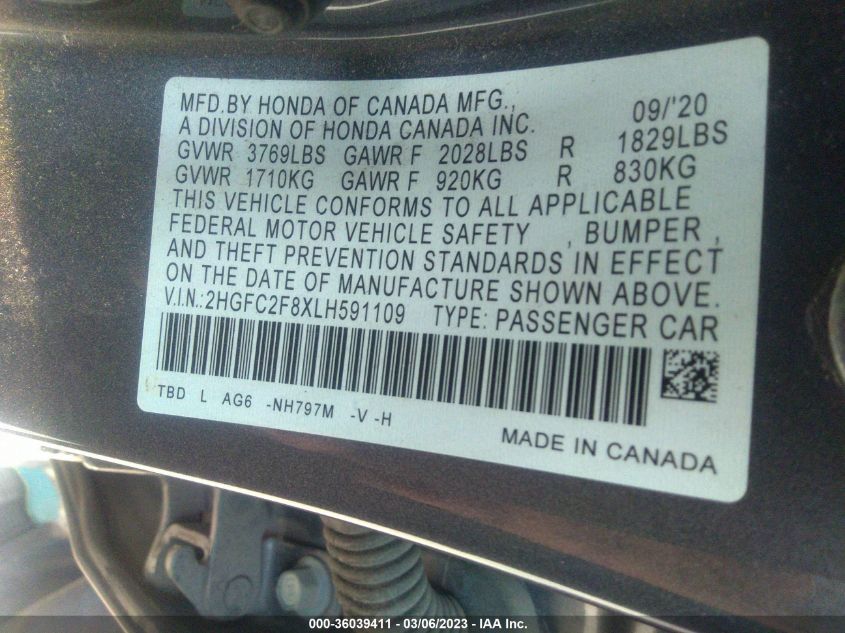 MFD.BY HONDA OF CANADA MFG.,
A DIVISION OF HONDA CANADA INC. 09/'20
GVWR 3769LBS GAWR F 2028LBS R 1829LBS
GVWR 1710KG GAWR F 920KG R 830KG
THIS VEHICLE CONFORMS TO ALL APPLICABLE
FEDERAL MOTOR VEHICLE SAFETY , BUMPER ,
AND THEFT PREVENTION STANDARDS IN EFFECT
ON THE DATE OF MANUFACTURE SHOWN ABOVE.
V.I.N.:2HGFC2F8XLH591109 TYPE: PASSENGER CAR
TBD L AG6 -NH797M -V -H
MADE IN CANADA
000-36039411 - 03/06/2023 - IAA Inc.